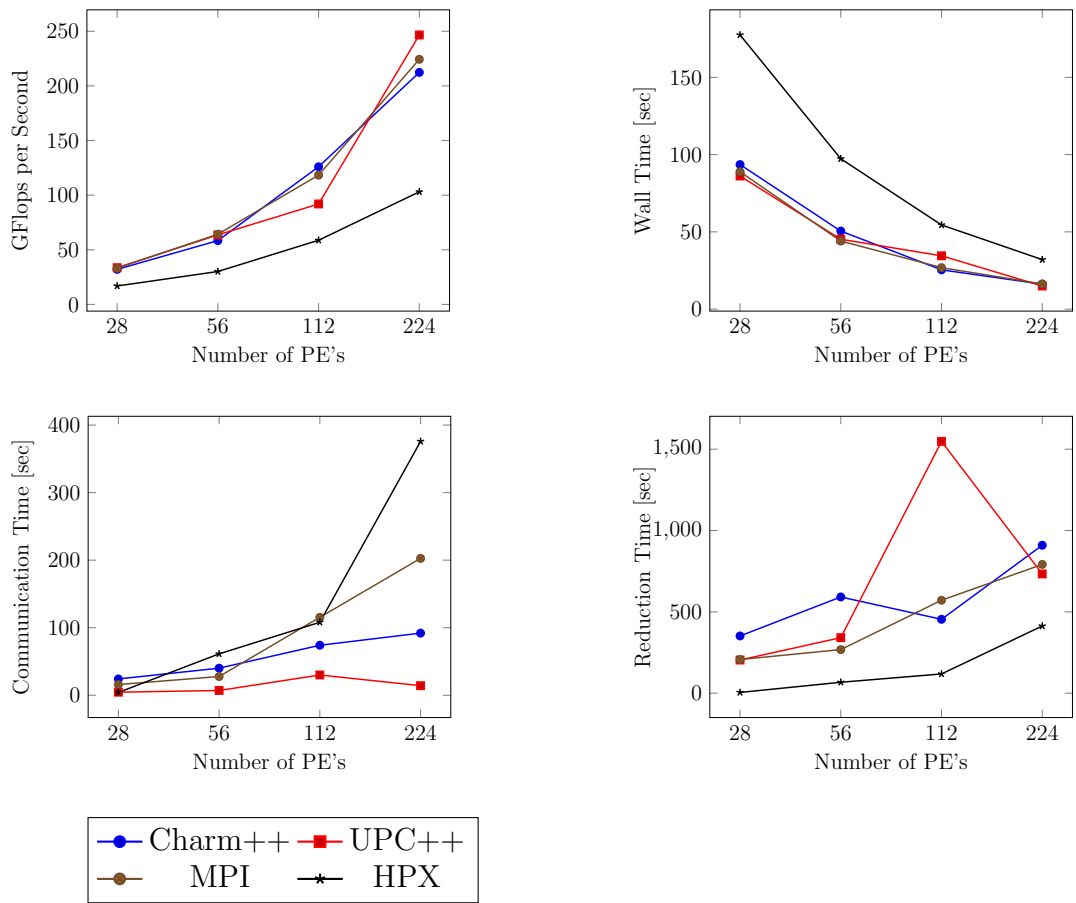 GFlops per Second
250
200
150
100
50
0
28 56 112 224
Number of PE's
Wall Time [sec]
150
100
50
0
28 56 112 224
Number of PE's
Communication Time [sec]
400
300
200
100
0
28 56 112 224
Number of PE's
Reduction Time [sec]
1,500
1,000
500
0
28 56 112 224
Number of PE's
Charm++ UPC++
MPI HPX